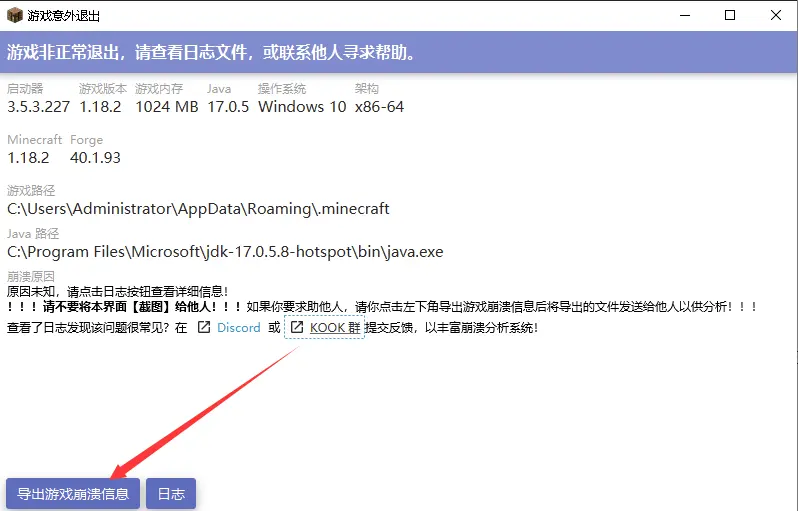 游戏意外退出
游戏非正常退出，请查看日志文件，或联系他人寻求帮助。
启动器 游戏版本 游戏内存 Java 操作系统 架构
3.5.3.227 1.18.2 1024 MB 17.0.5 Windows 10 x86-64
Minecraft Forge
1.18.2 40.1.93
游戏路径
C:\Users\Administrator\AppData\Roaming\.minecraft
Java 路径
C:\Program Files\Microsoft\jdk-17.0.5.8-hotspot\bin\java.exe
崩溃原因
原因未知，请点击日志按钮查看详细信息！
！！！请不要将本界面【截图】给他人！！！如果你要求助他人，请你点击左下角导出游戏崩溃信息后将导出的文件发送给他人以供分析！！！
查看了日志发现该问题很常见？在 Discord 或 KOOK 群 提交反馈，以丰富崩溃分析系统！
导出游戏崩溃信息 日志